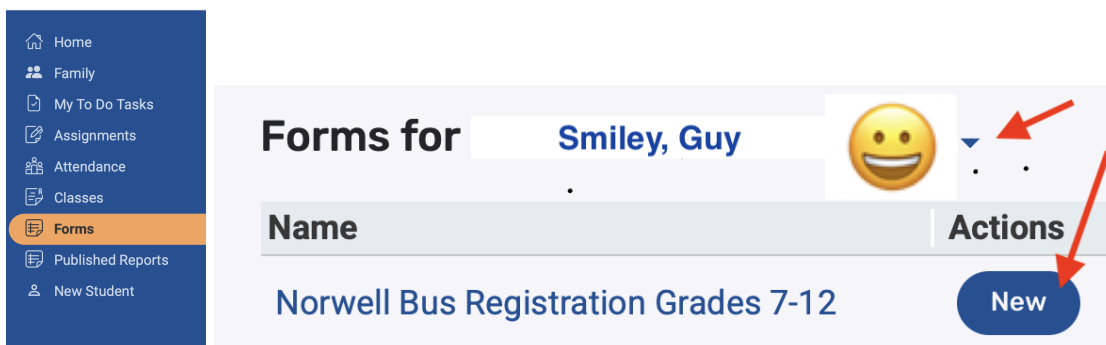 Home
Family
My To Do Tasks
Assignments
Attendance
Classes
Forms
Published Reports
New Student
Forms for Smiley, Guy
Name Actions
Norwell Bus Registration Grades 7-12 New